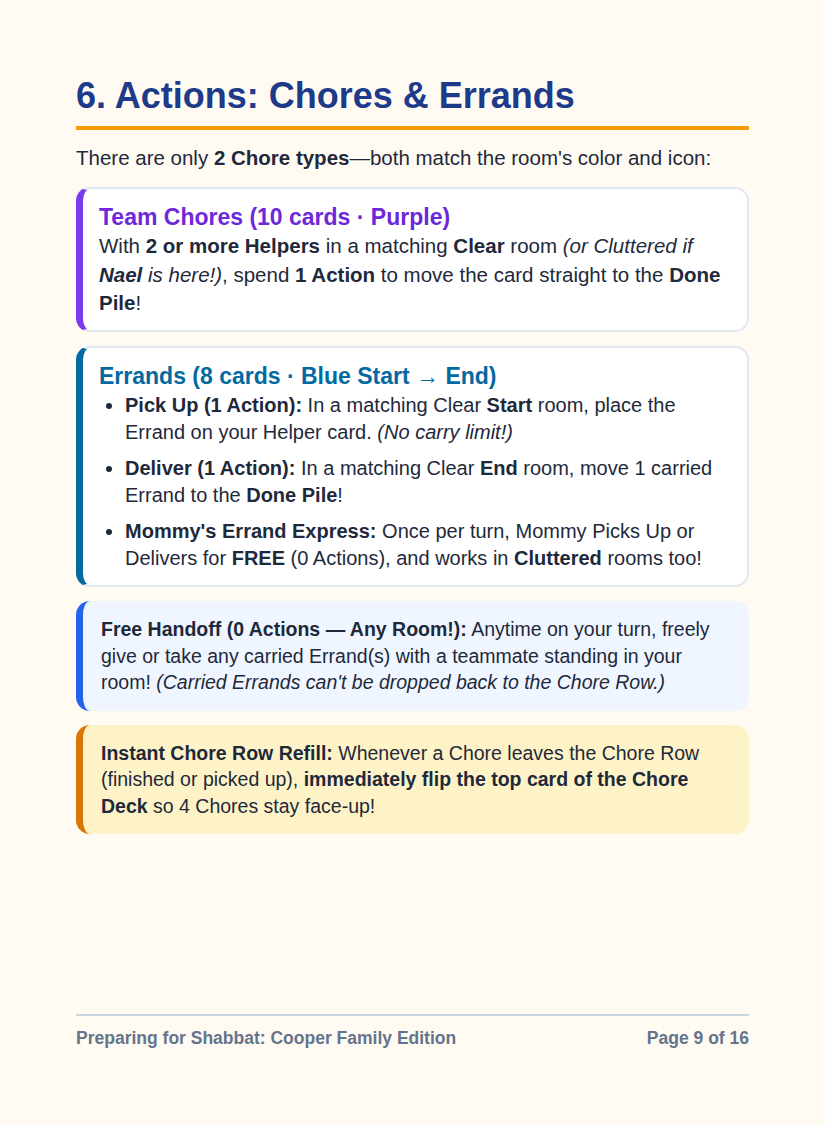 6. Actions: Chores & Errands
There are only 2 Chore types—both match the room's color and icon:
Team Chores (10 cards · Purple)
With 2 or more Helpers in a matching Clear room (or Cluttered if
Nael is here!), spend 1 Action to move the card straight to the Done
Pile!
Errands (8 cards · Blue Start → End)
• Pick Up (1 Action): In a matching Clear Start room, place the
Errand on your Helper card. (No carry limit!)
• Deliver (1 Action): In a matching Clear End room, move 1 carried
Errand to the Done Pile!
• Mommy's Errand Express: Once per turn, Mommy Picks Up or
Delivers for FREE (0 Actions), and works in Cluttered rooms too!
Free Handoff (0 Actions — Any Room!): Anytime on your turn, freely
give or take any carried Errand(s) with a teammate standing in your
room! (Carried Errands can't be dropped back to the Chore Row.)
Instant Chore Row Refill: Whenever a Chore leaves the Chore Row
(finished or picked up), immediately flip the top card of the Chore
Deck so 4 Chores stay face-up!
Preparing for Shabbat: Cooper Family Edition
Page 9 of 16